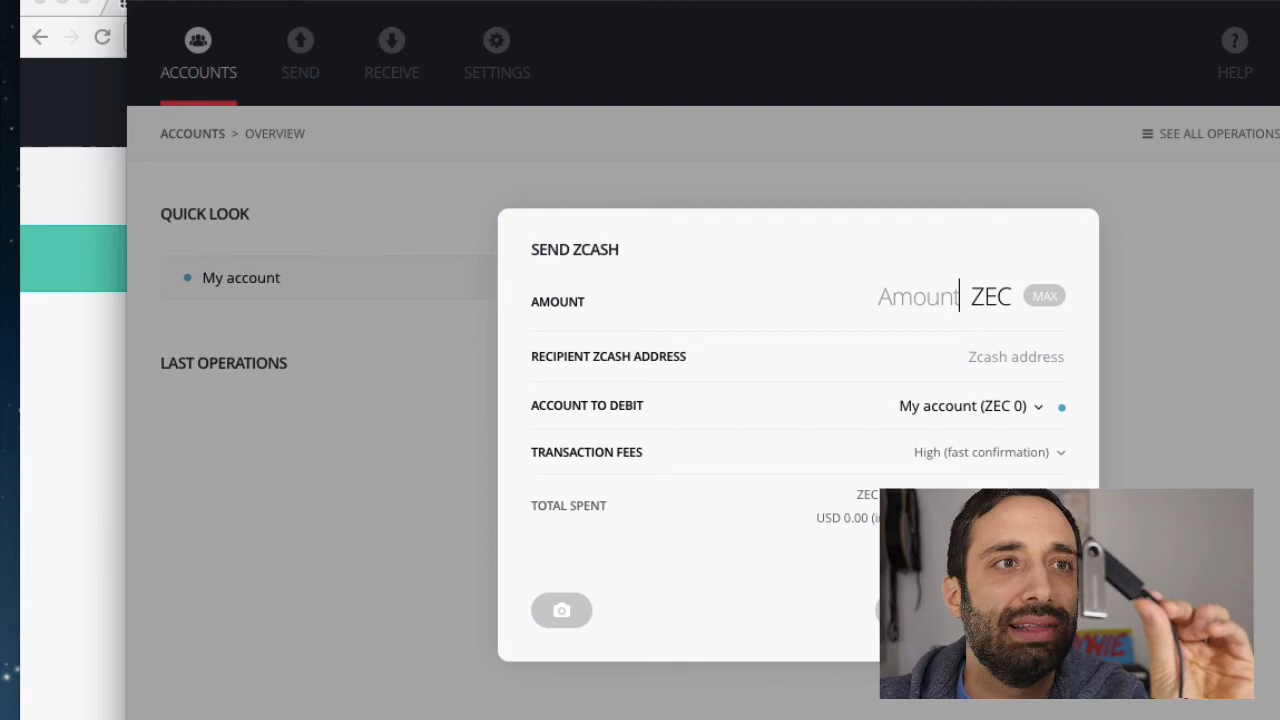 ACCOUNTS
SEND
RECEIVE
SETTINGS
HELP
ACCOUNTS > OVERVIEW
SEE ALL OPERATIONS
QUICK LOOK
My account
LAST OPERATIONS
SEND ZCASH
AMOUNT
Amount ZEC MAX
RECIPIENT ZCASH ADDRESS
Zcash address
ACCOUNT TO DEBIT
My account (ZEC 0)
TRANSACTION FEES
High (fast confirmation)
TOTAL SPENT
ZEC
USD 0.00